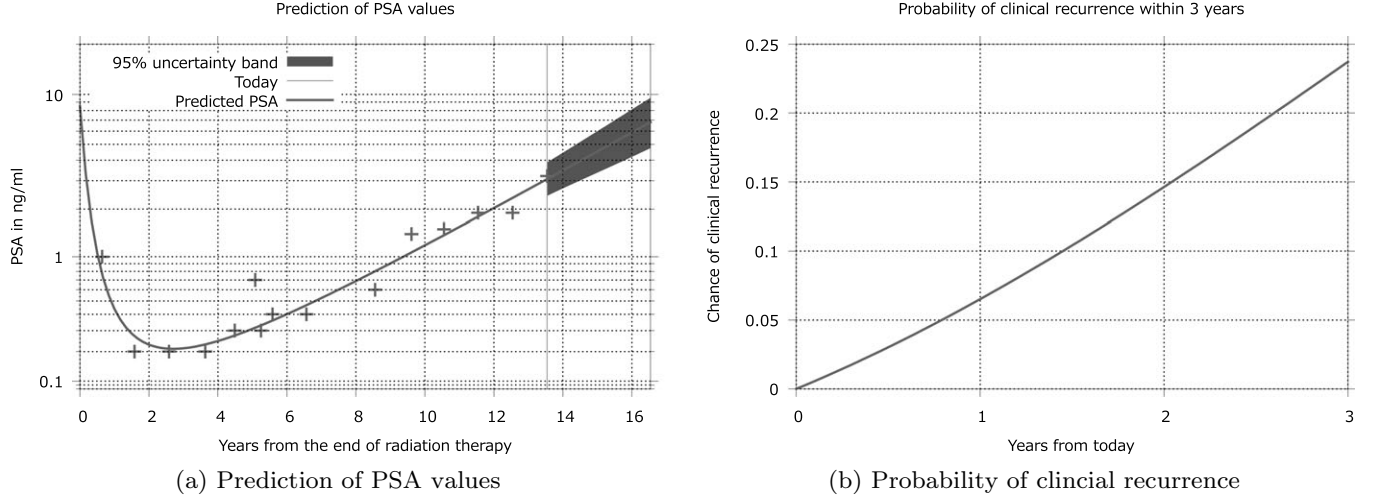 Prediction of PSA values
95% uncertainty band
Today
Predicted PSA
10
1
0.1
PSA in ng/ml
0 2 4 6 8 10 12 14 16
Years from the end of radiation therapy
(a) Prediction of PSA values
Probability of clinical recurrence within 3 years
0.25
0.2
0.15
0.1
0.05
0
Chance of clinical recurrence
0 1 2 3
Years from today
(b) Probability of clincial recurrence